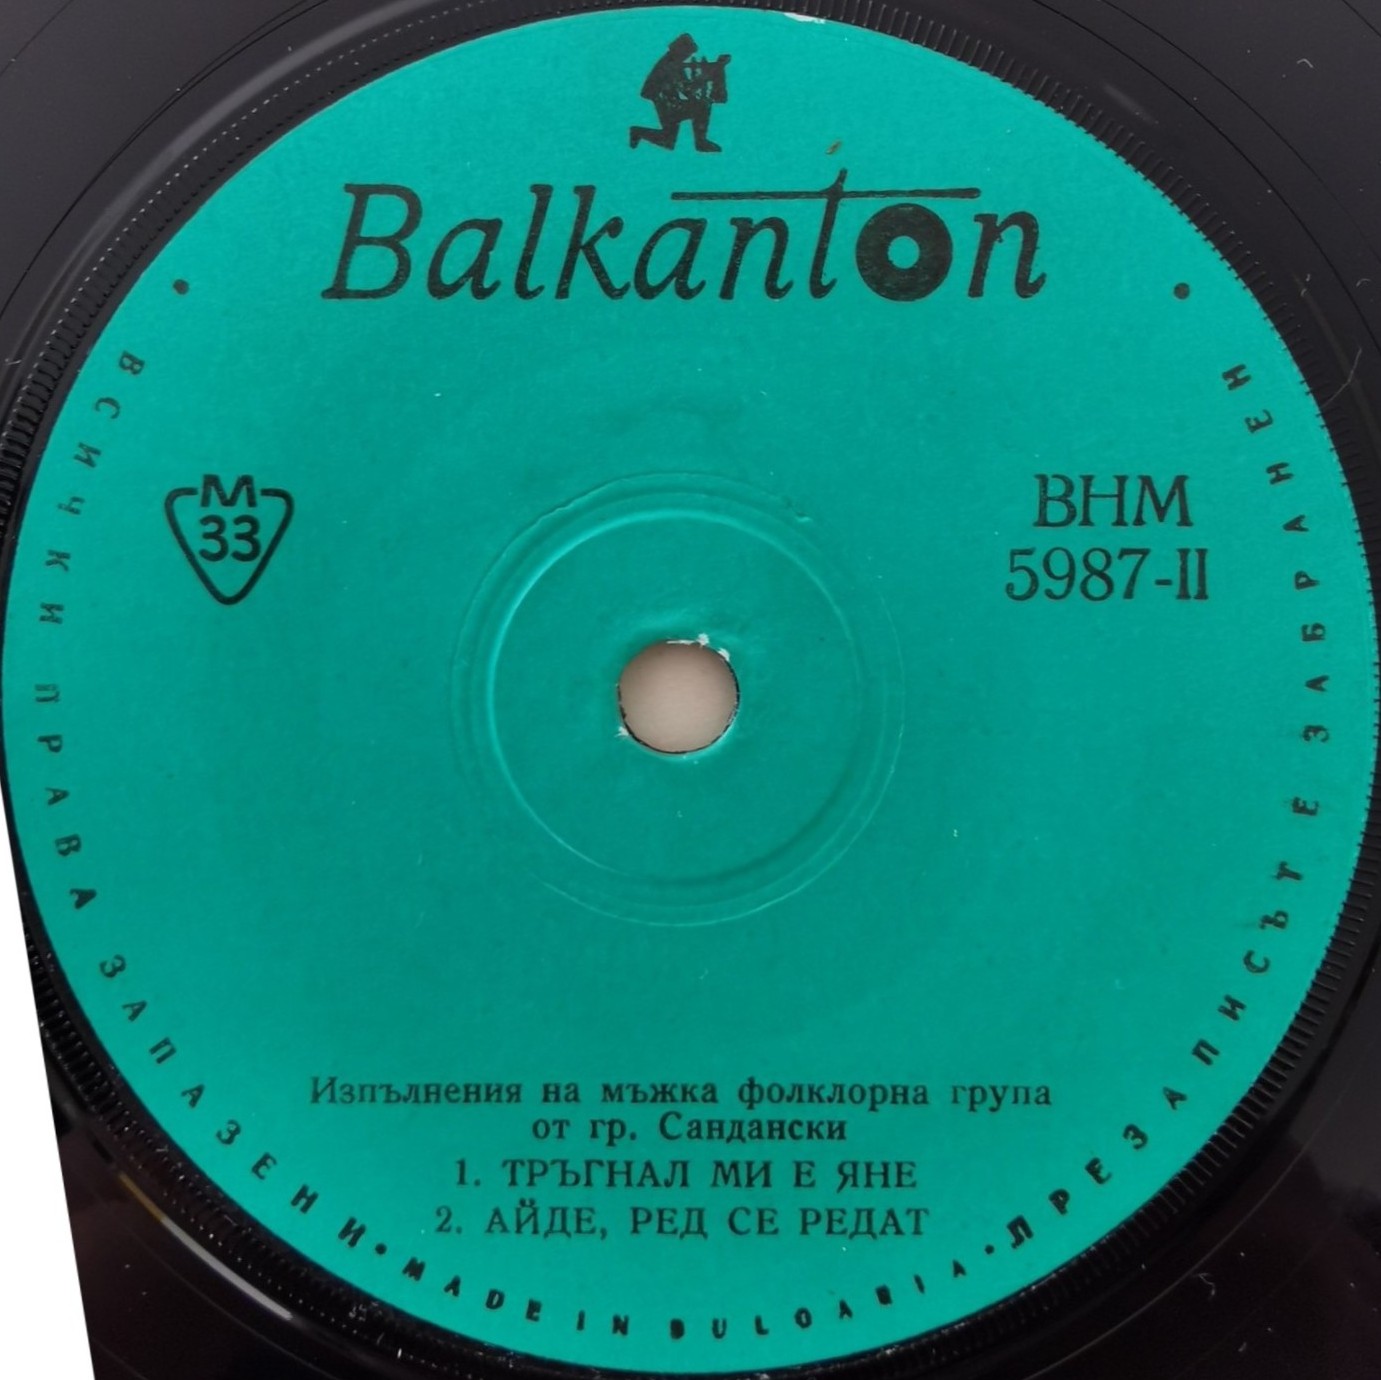 Balkanton
M
33
ВНМ
5987-II
Изпълнения на мъжка фолклорна група
от гр. Сандански
1. ТРЪГНАЛ МИ Е ЯНЕ
2. АЙДЕ, РЕД СЕ РЕДАТ
• ВСИЧКИ ПРАВА ЗАПАЗЕНИ • MADE IN BULGARIA • ПРЕЗАПИСЪТ Е ЗАБРАНЕН •